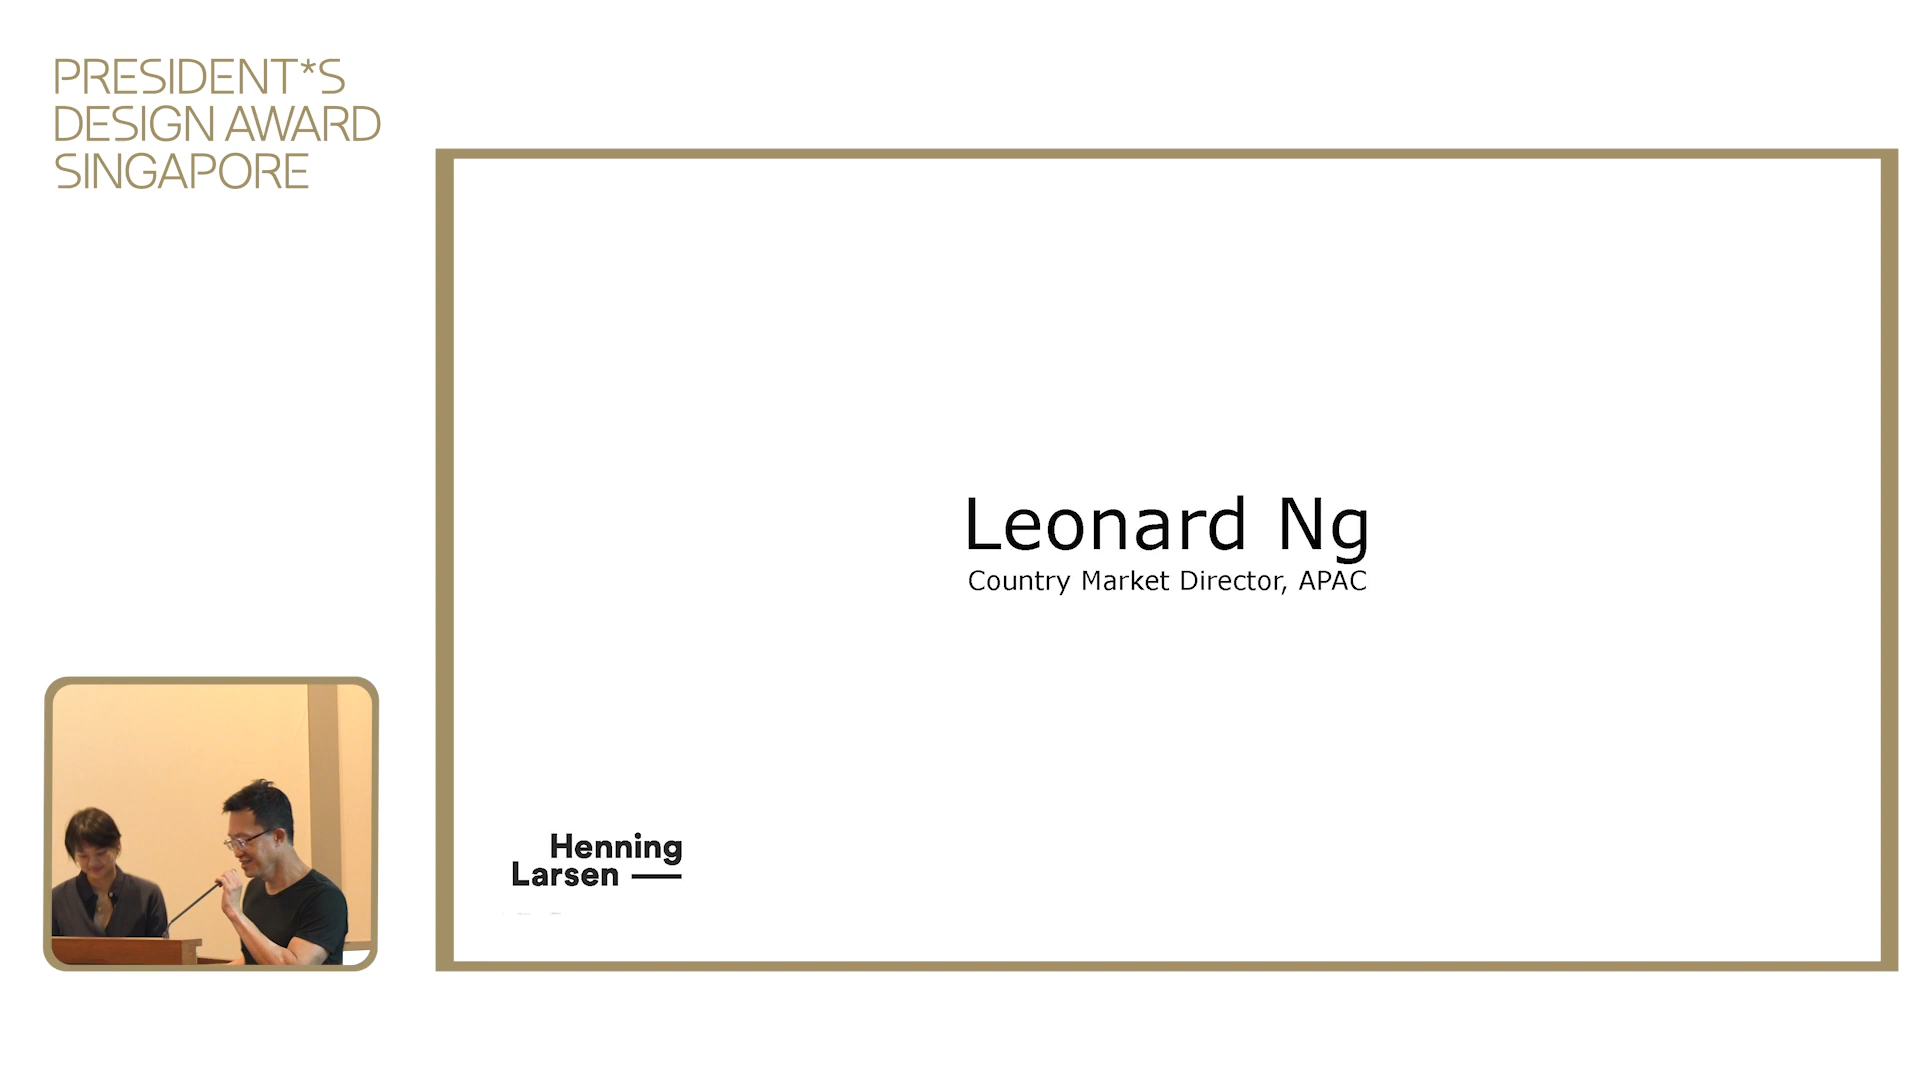 PRESIDENT*S
DESIGN AWARD
SINGAPORE
Leonard Ng
Country Market Director, APAC
Henning
Larsen